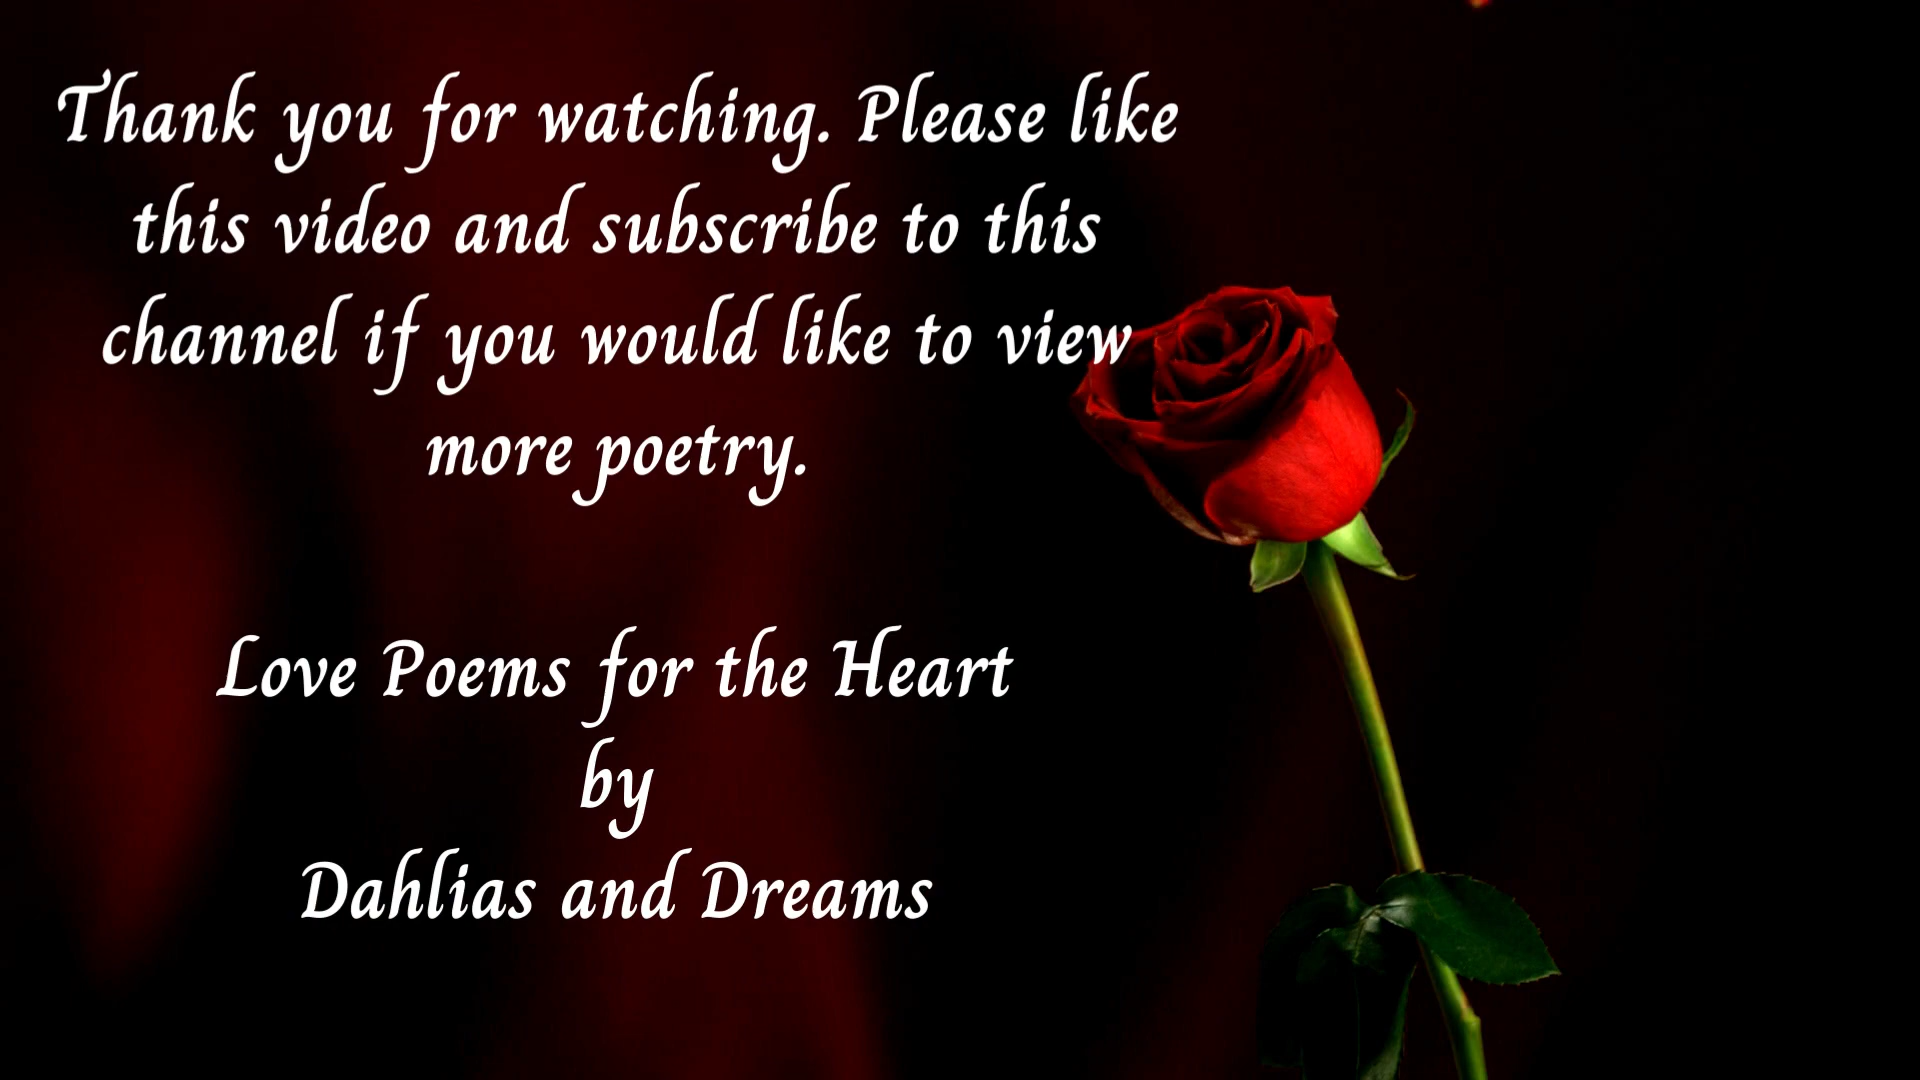 Thank you for watching. Please like
this video and subscribe to this
channel if you would like to view
more poetry.
Love Poems for the Heart
by
Dahlias and Dreams